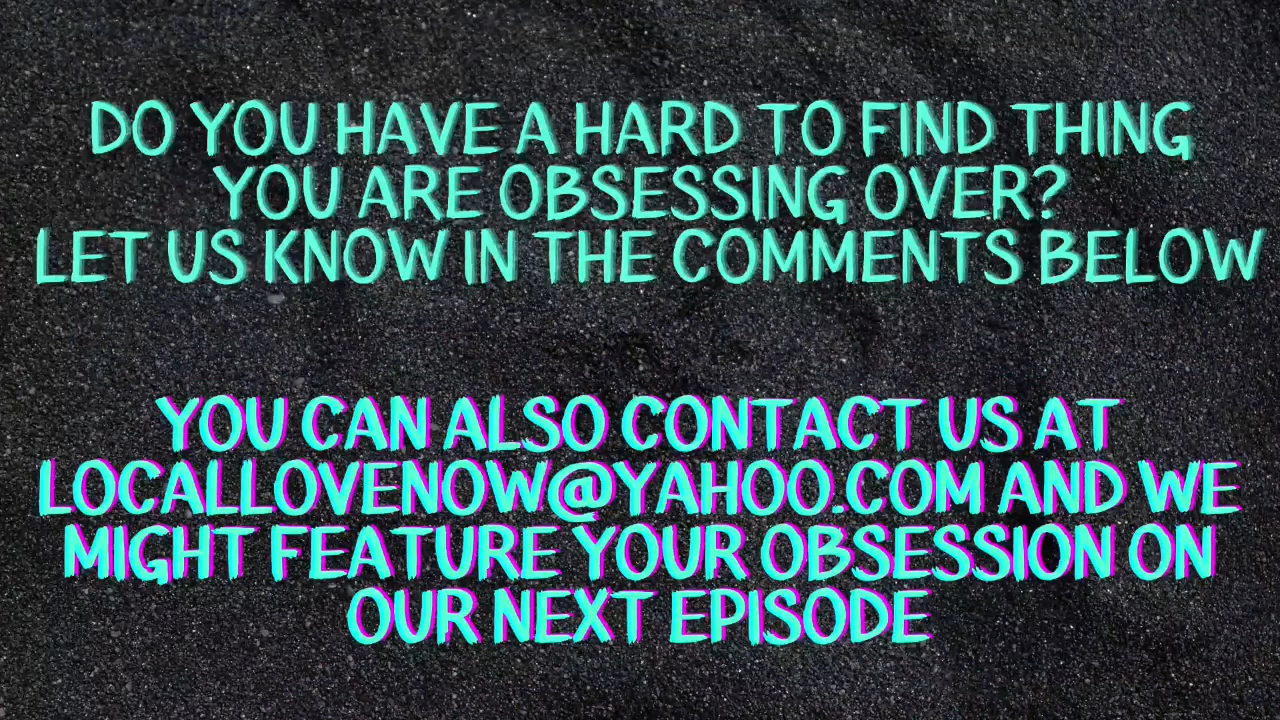 DO YOU HAVE A HARD TO FIND THING
YOU ARE OBSESSING OVER?
LET US KNOW IN THE COMMENTS BELOW
YOU CAN ALSO CONTACT US AT
LOCALLOVENOW@YAHOO.COM AND WE
MIGHT FEATURE YOUR OBSESSION ON
OUR NEXT EPISODE